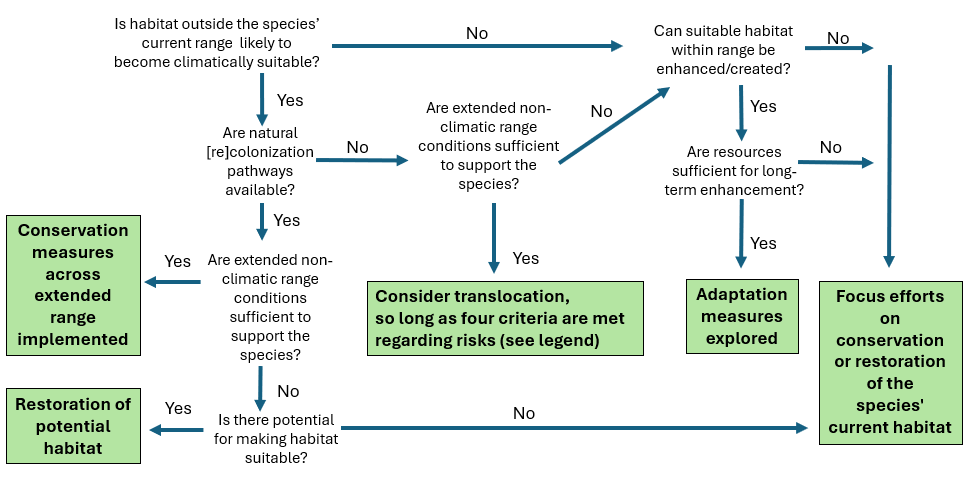 Is habitat outside the species'
current range likely to
become climatically suitable?
No
Can suitable habitat
within range be
enhanced/created?
No
Yes
Are natural
[re]colonization
pathways
available?
No
Are extended non-
climatic range
conditions sufficient
to support the
species?
No
Yes
Are resources
sufficient for long-
term enhancement?
No
Yes
Conservation
measures
across
extended
range
implemented
Yes
Are extended non-
climatic range
conditions
sufficient to
support the
species?
Yes
Consider translocation,
so long as four criteria are met
regarding risks (see legend)
Yes
Adaptation
measures
explored
Focus efforts
on
conservation
or restoration
of the
species'
current habitat
No
Restoration of
potential
habitat
Yes
Is there potential
for making habitat
suitable?
No